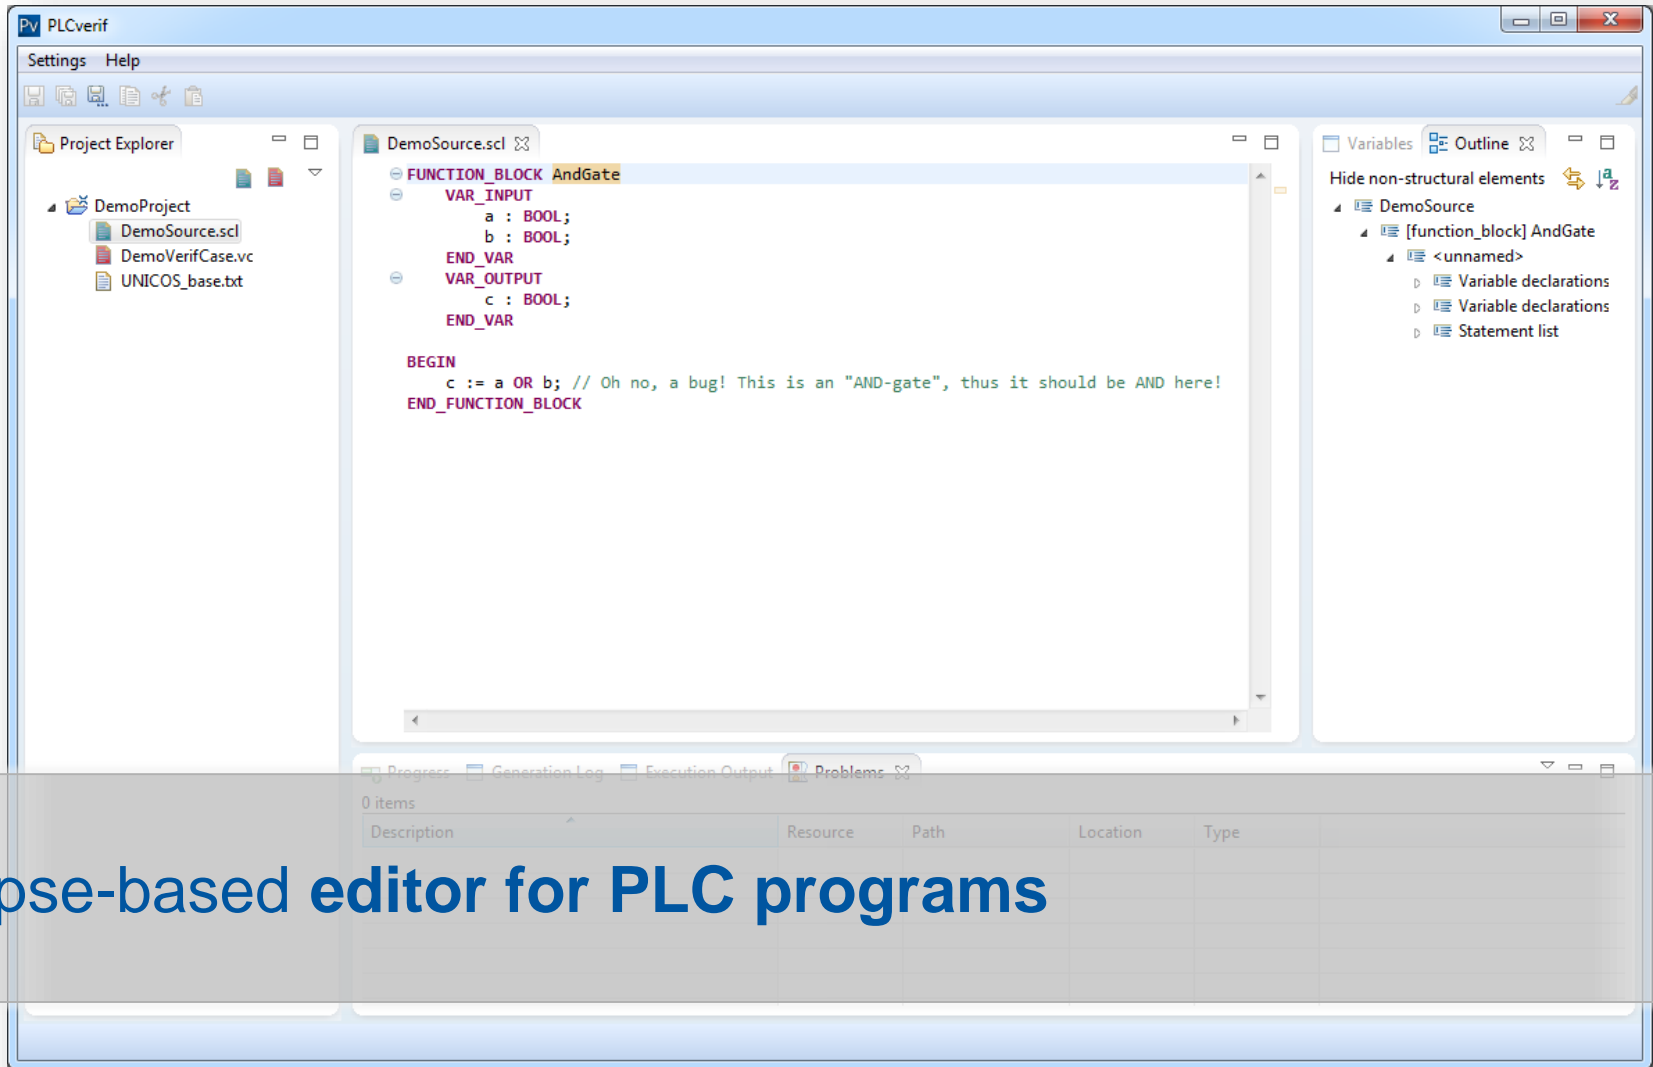 Pv PLCverif
Settings Help
Project Explorer
DemoProject
DemoSource.scl
DemoVerifCase.vc
UNICOS_base.txt
DemoSource.scl
FUNCTION_BLOCK AndGate
VAR_INPUT
a : BOOL;
b : BOOL;
END_VAR
VAR_OUTPUT
c : BOOL;
END_VAR
BEGIN
c := a OR b; // Oh no, a bug! This is an "AND-gate", thus it should be AND here!
END_FUNCTION_BLOCK
Variables Outline
Hide non-structural elements
DemoSource
[function_block] AndGate
<unnamed>
Variable declarations
Variable declarations
Statement list
Progress Generation Log Execution Output Problems
0 items
Description Resource Path Location Type
pse-based editor for PLC programs